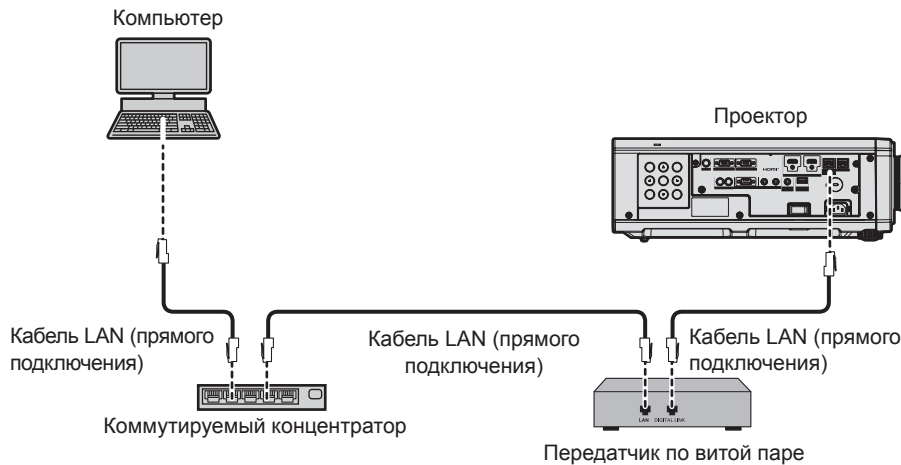 Компьютер
Проектор
HDMI
Кабель LAN (прямого
подключения)
Кабель LAN (прямого
подключения)
Кабель LAN (прямого
подключения)
LAN DIGITAL LINK
Коммутируемый концентратор
Передатчик по витой паре